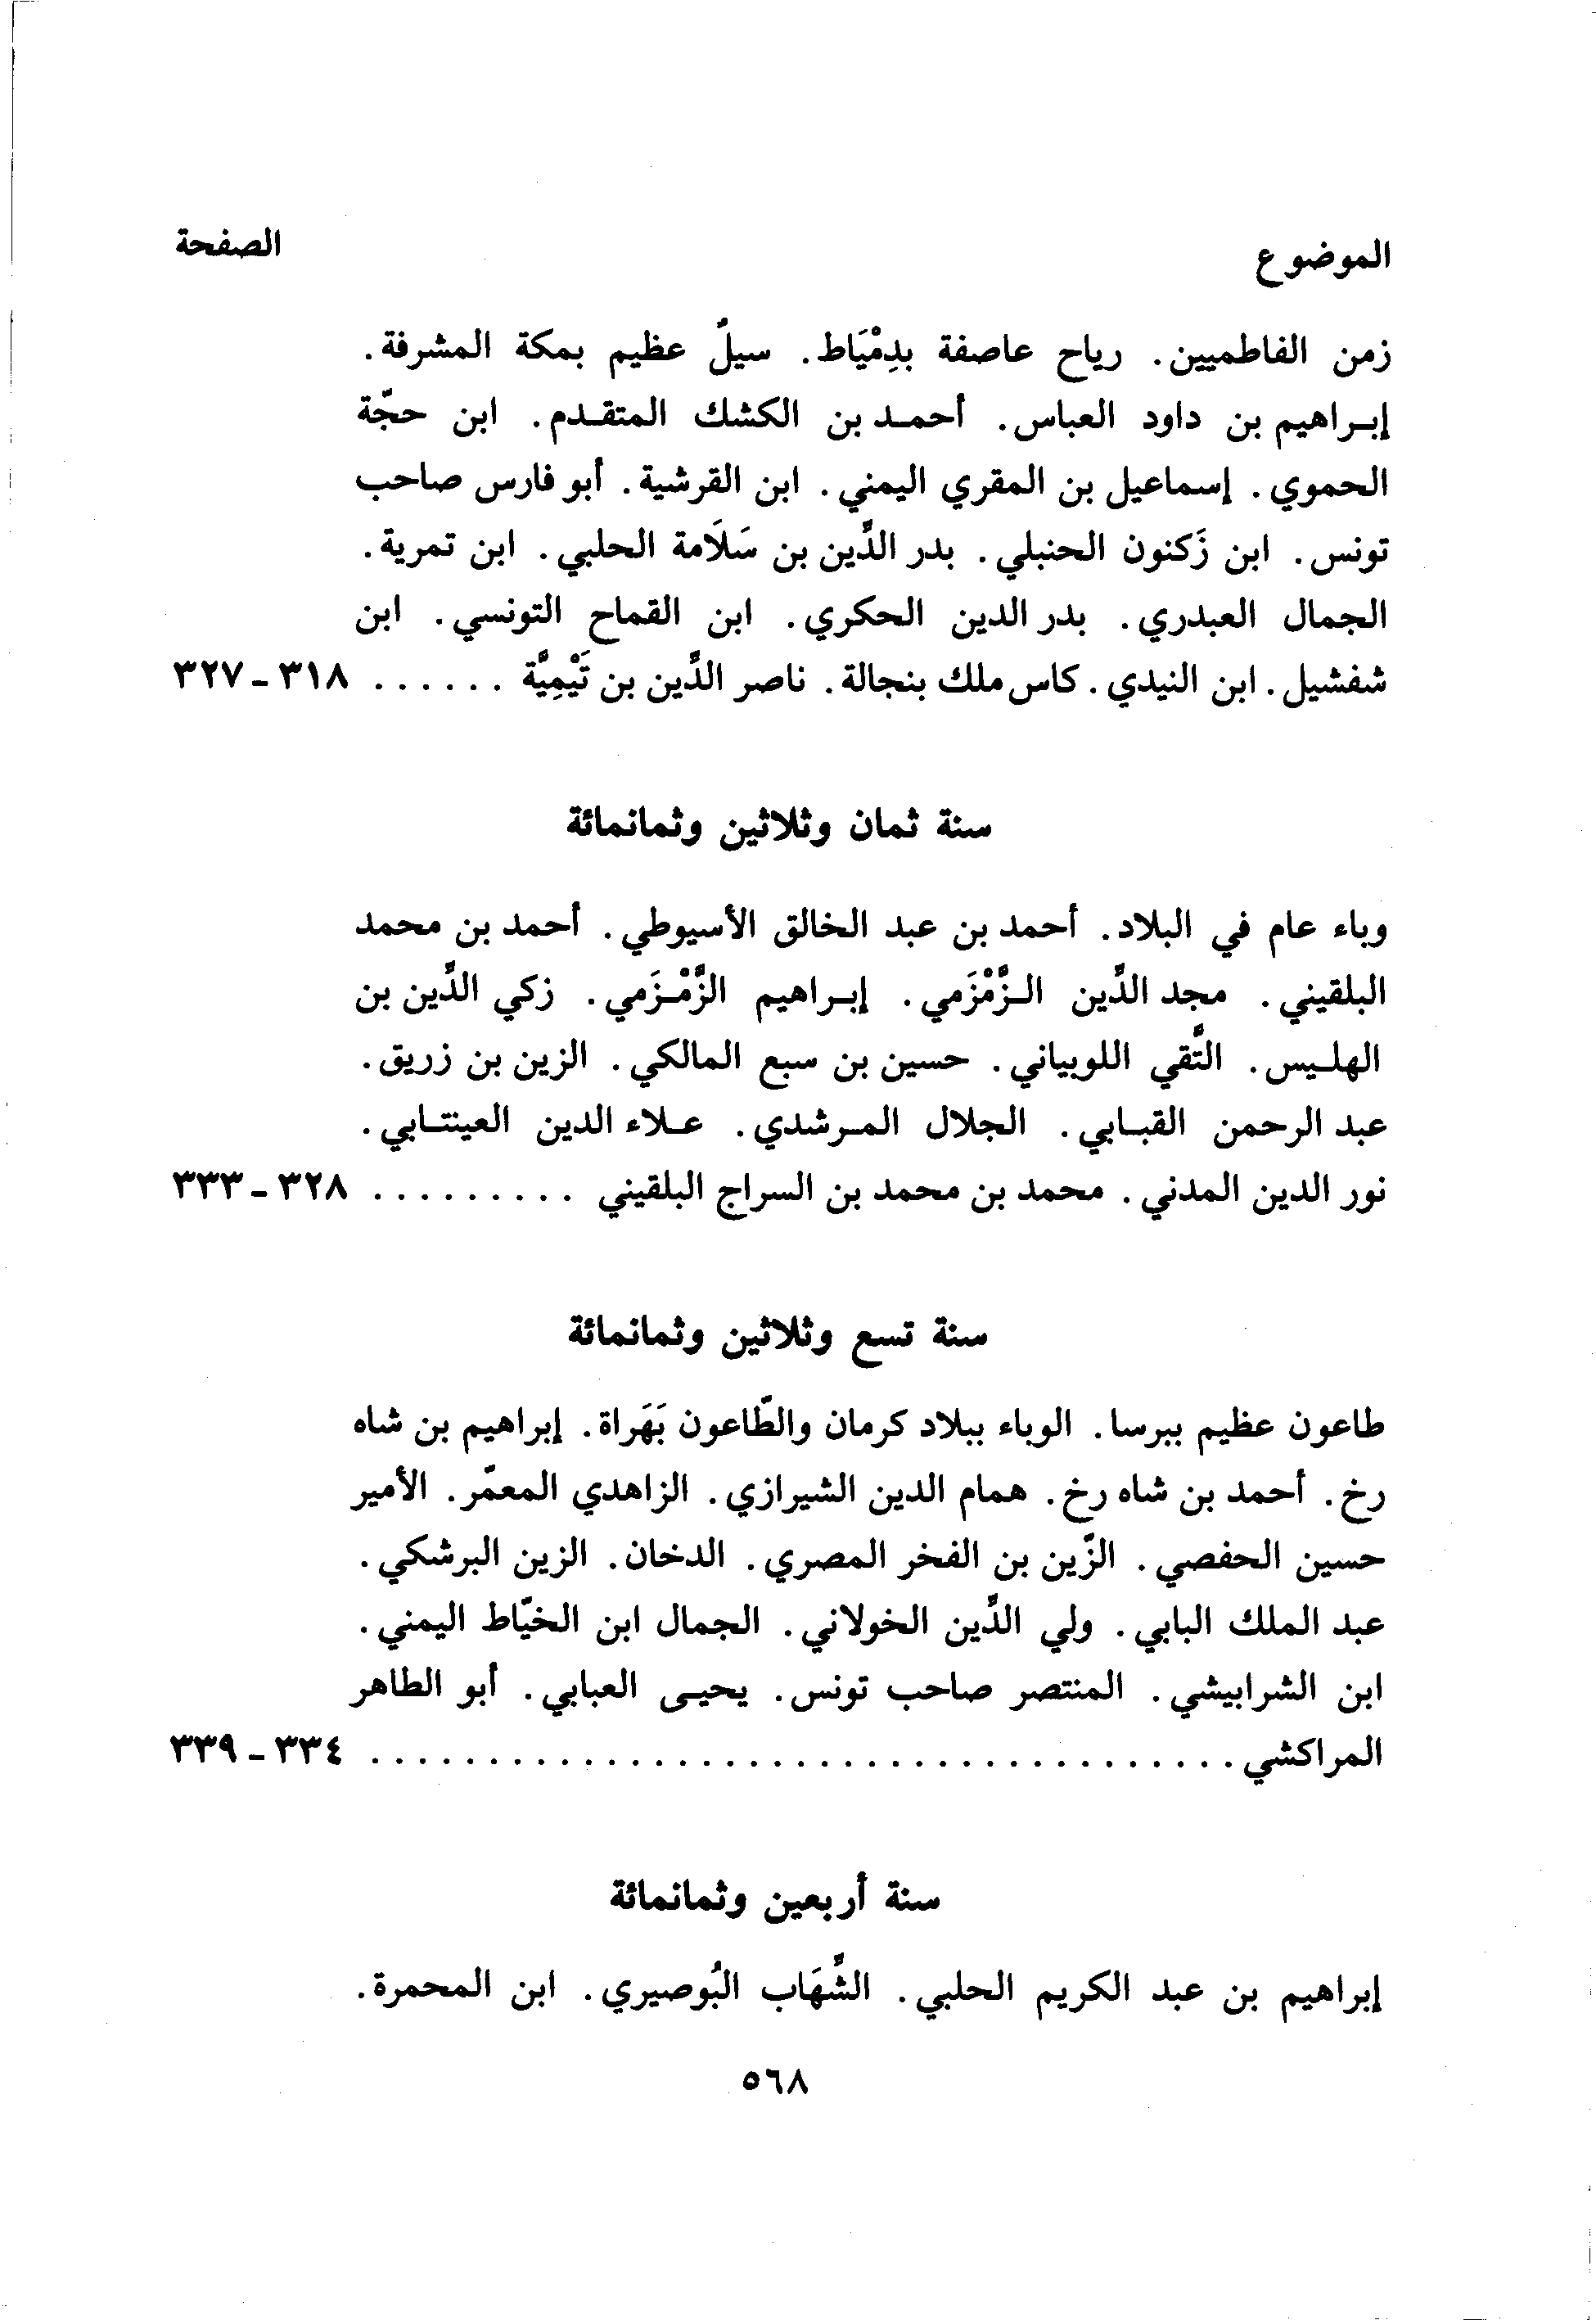 الموضوع الصفحة
زمن الفاطميين. رياح عاصفة بدِمْيَاط. سيلٌ عظيم بمكة المشرفة.
إبراهيم بن داود العباس. أحمد بن الكشك المتقدم. ابن حجّة
الحموي. إسماعيل بن المقري اليمني. ابن القرشية. أبو فارس صاحب
تونس. ابن زَكنون الحنبلي. بدر الدِّين بن سَلَامة الحلبي. ابن تمرية.
الجمال العبدري. بدر الدين الحكري. ابن القماح التونسي. ابن
شفشيل. ابن النيدي. كاس ملك بنجالة. ناصر الدِّين بن تَيْمِيَّة ...... ٣١٨ - ٣٢٧
سنة ثمان وثلاثين وثمانمائة
وباء عام في البلاد. أحمد بن عبد الخالق الأسيوطي. أحمد بن محمد
البلقيني. مجد الدِّين الزَّمْزَمي. إبراهيم الزَّمْزَمي. زكي الدِّين بن
الهليس. التَّقي اللوبياني. حسين بن سبع المالكي. الزين بن زريق.
عبد الرحمن القبابي. الجلال المرشدي. علاء الدين العينتابي.
نور الدين المدني. محمد بن محمد بن السراج البلقيني ......... ٣٢٨ - ٣٣٣
سنة تسع وثلاثين وثمانمائة
طاعون عظيم ببرسا. الوباء ببلاد كرمان والطّاعون بَهَراة. إبراهيم بن شاه
رخ. أحمد بن شاه رخ. همام الدين الشيرازي. الزاهدي المعمّر. الأمير
حسين الحفصي. الزّين بن الفخر المصري. الدخان. الزين البرشكي.
عبد الملك البابي. ولي الدِّين الخولاني. الجمال ابن الخيّاط اليمني.
ابن الشرابيشي. المنتصر صاحب تونس. يحيى العبابي. أبو الطاهر
المراكشي ...................................... ٣٣٤ - ٣٣٩
سنة أربعين وثمانمائة
إبراهيم بن عبد الكريم الحلبي. الشِّهَاب البُوصيري. ابن المحمرة.
٥٦٨